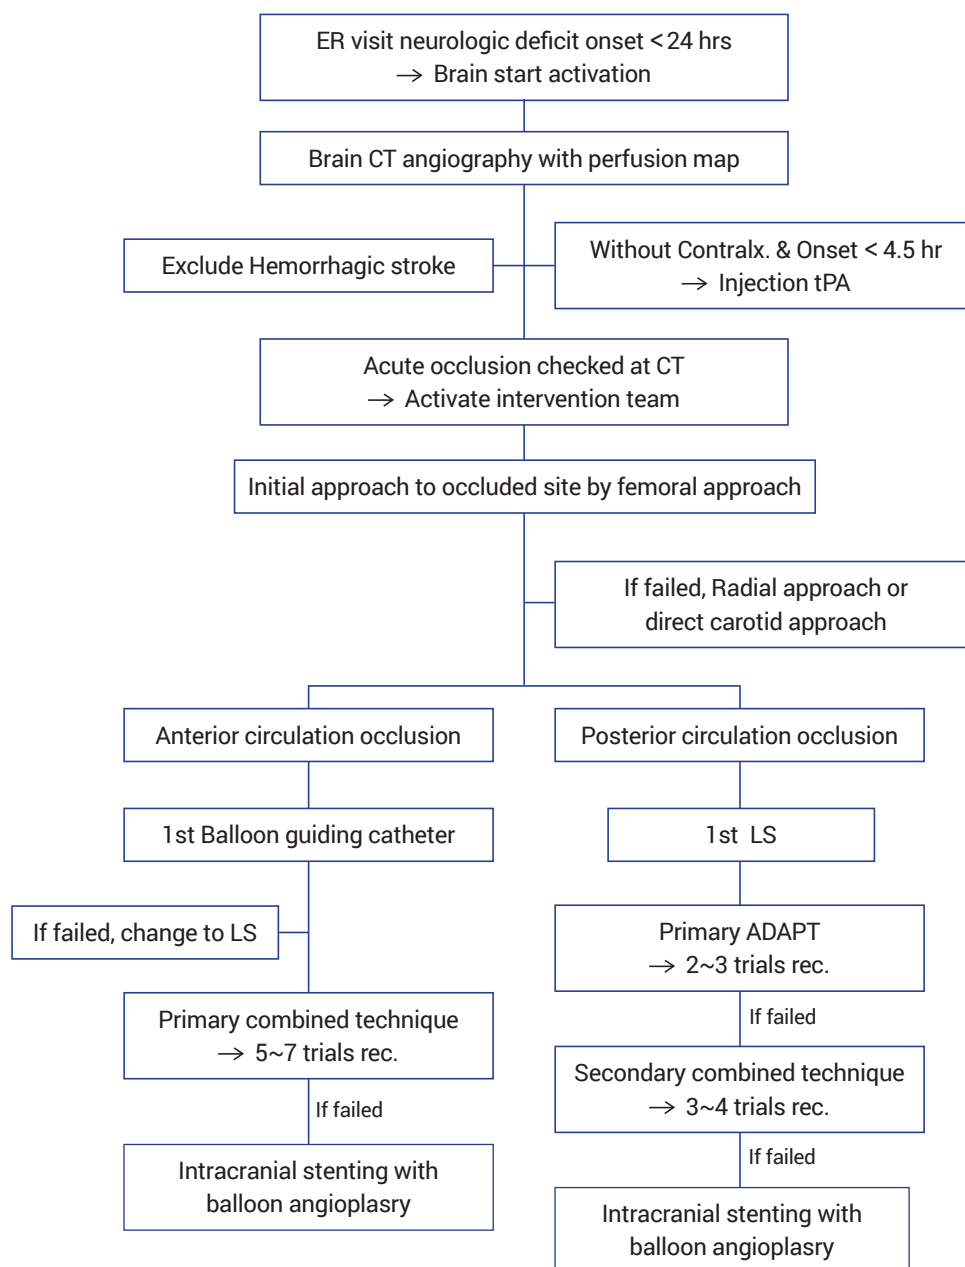 ER visit neurologic deficit onset < 24 hrs
→ Brain start activation
Brain CT angiography with perfusion map
Exclude Hemorrhagic stroke
Without Contralx. & Onset < 4.5 hr
→ Injection tPA
Acute occlusion checked at CT
→ Activate intervention team
Initial approach to occluded site by femoral approach
If failed, Radial approach or
direct carotid approach
Anterior circulation occlusion
1st Balloon guiding catheter
If failed, change to LS
Primary combined technique
→ 5~7 trials rec.
If failed
Intracranial stenting with
balloon angioplasry
Posterior circulation occlusion
1st LS
Primary ADAPT
→ 2~3 trials rec.
If failed
Secondary combined technique
→ 3~4 trials rec.
If failed
Intracranial stenting with
balloon angioplasry